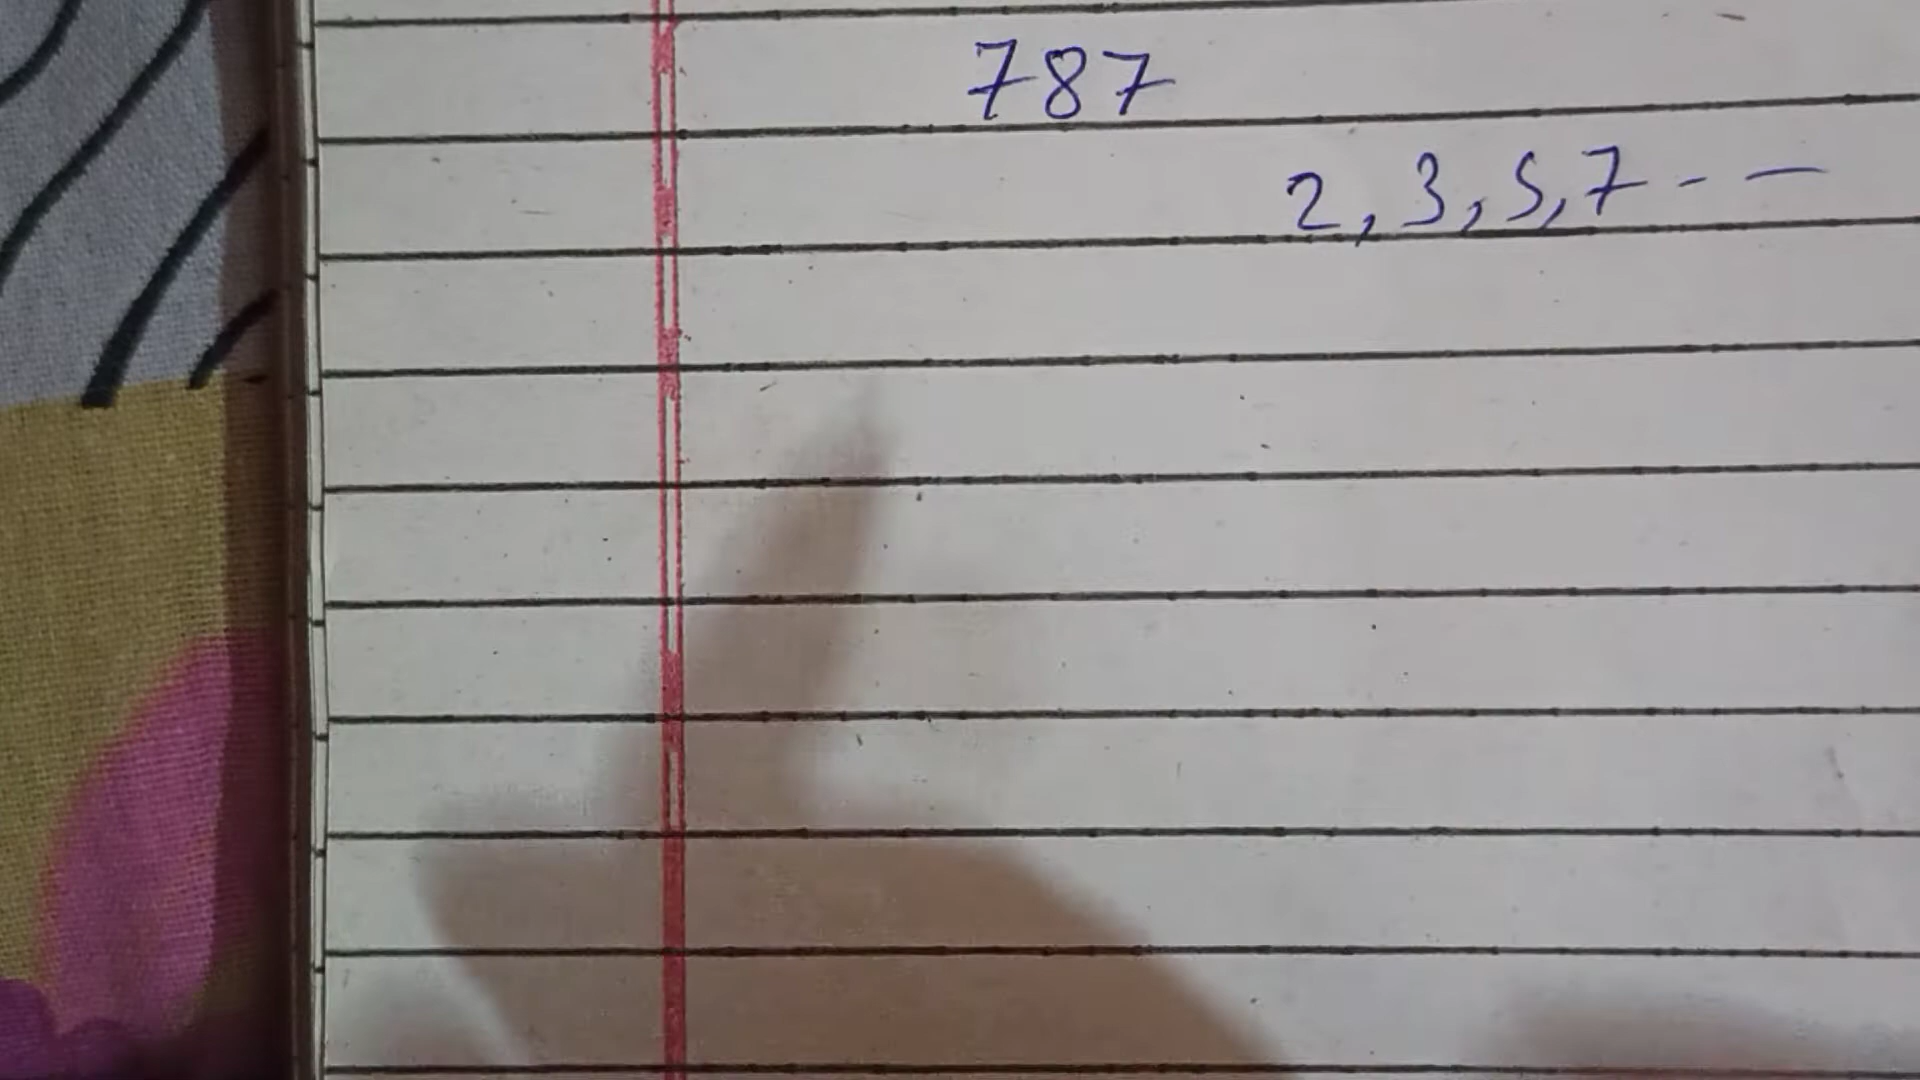 787
2, 3, 5, 7 - -